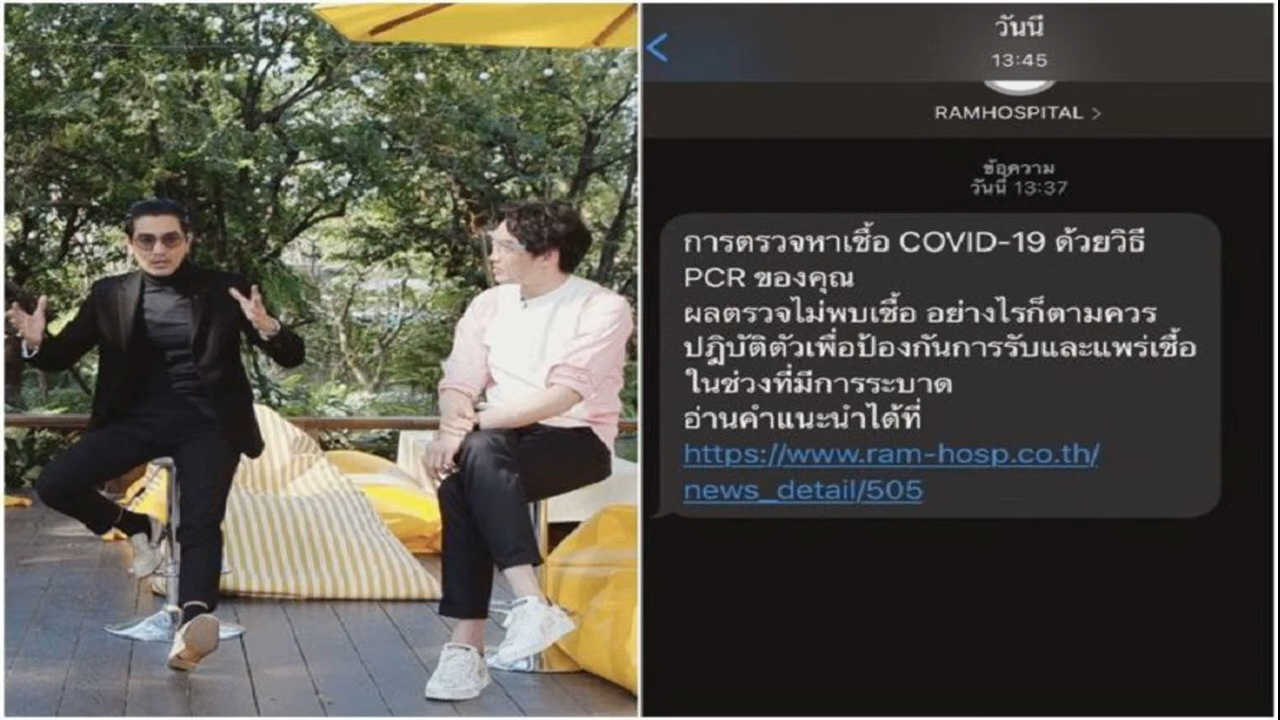 วันนี้
13:45
RAMHOSPITAL >
ข้อความ
วันนี้ 13:37
การตรวจหาเชื้อ COVID-19 ด้วยวิธี
PCR ของคุณ
ผลตรวจไม่พบเชื้อ อย่างไรก็ตามควร
ปฏิบัติตัวเพื่อป้องกันการรับและแพร่เชื้อ
ในช่วงที่มีการระบาด
อ่านคำแนะนำได้ที่
https://www.ram-hosp.co.th/
news_detail/505